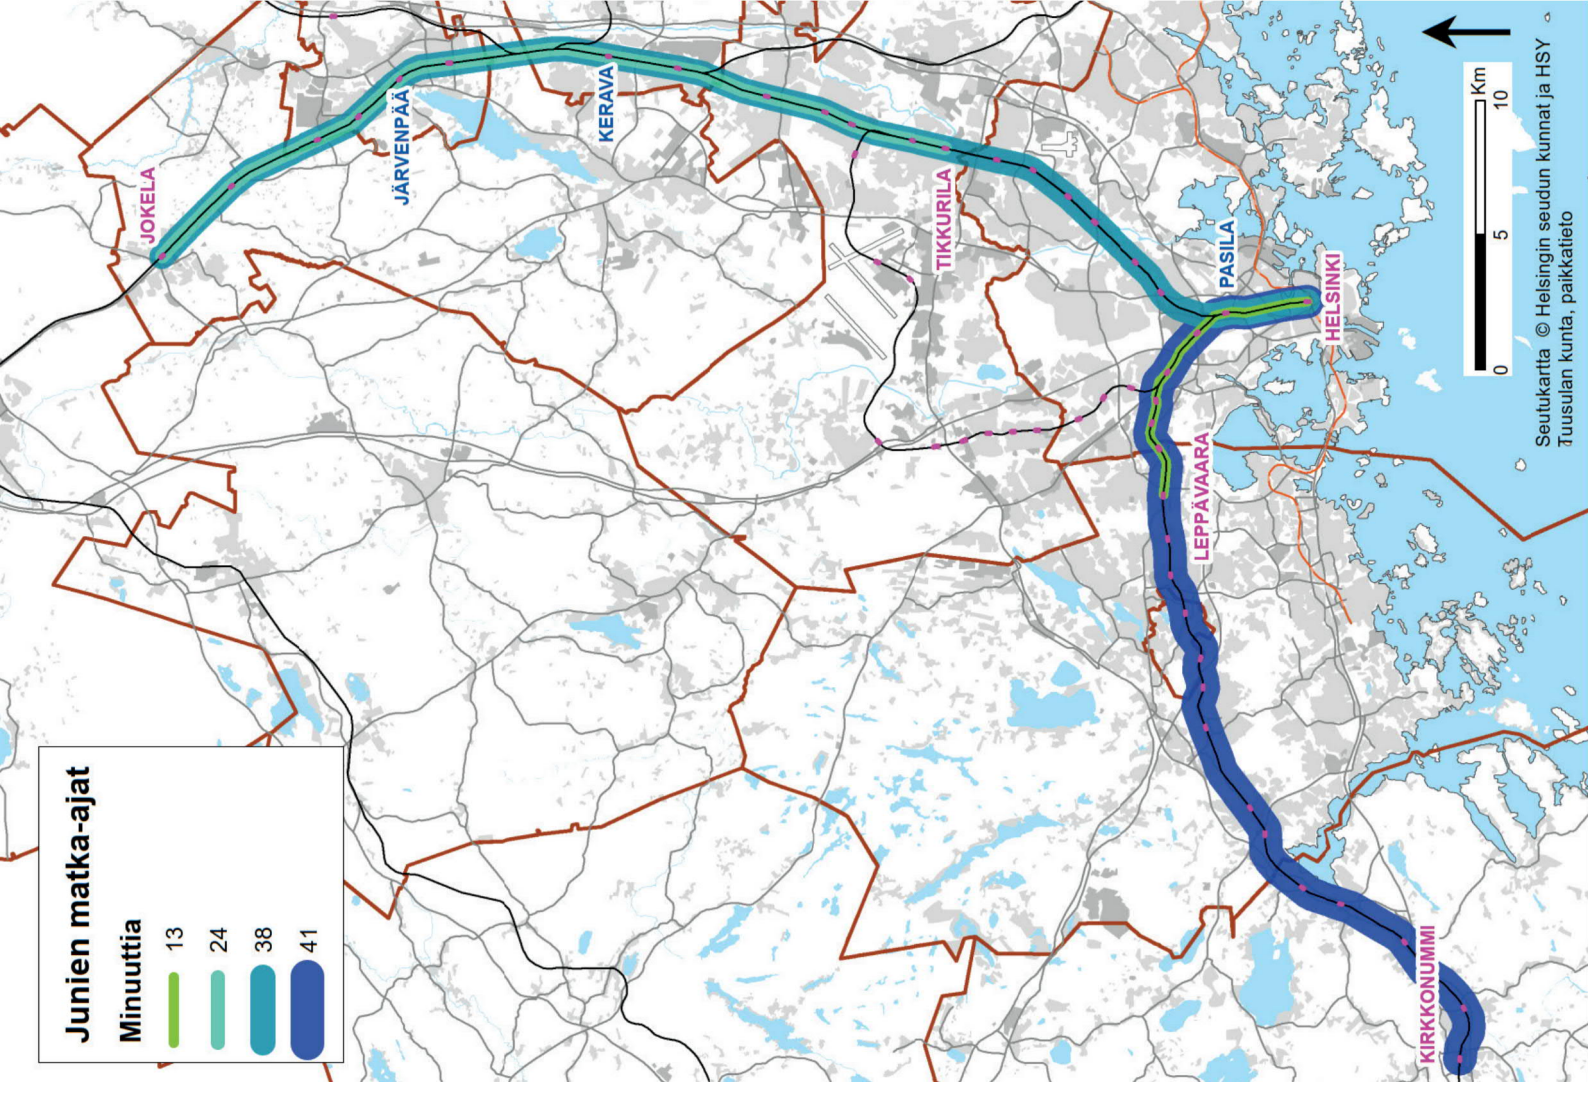 Junien matka-ajat
Minuuttia
13
24
38
41
JOKELA
JÄRVENPÄÄ
KERAVA
TIKKURILA
PASILA
HELSINKI
LEPPÄVAARA
KIRKKONUMMI
0 5 10 Km
Seutukartta © Helsingin seudun kunnat ja HSY
Tuusulan kunta, paikkatieto